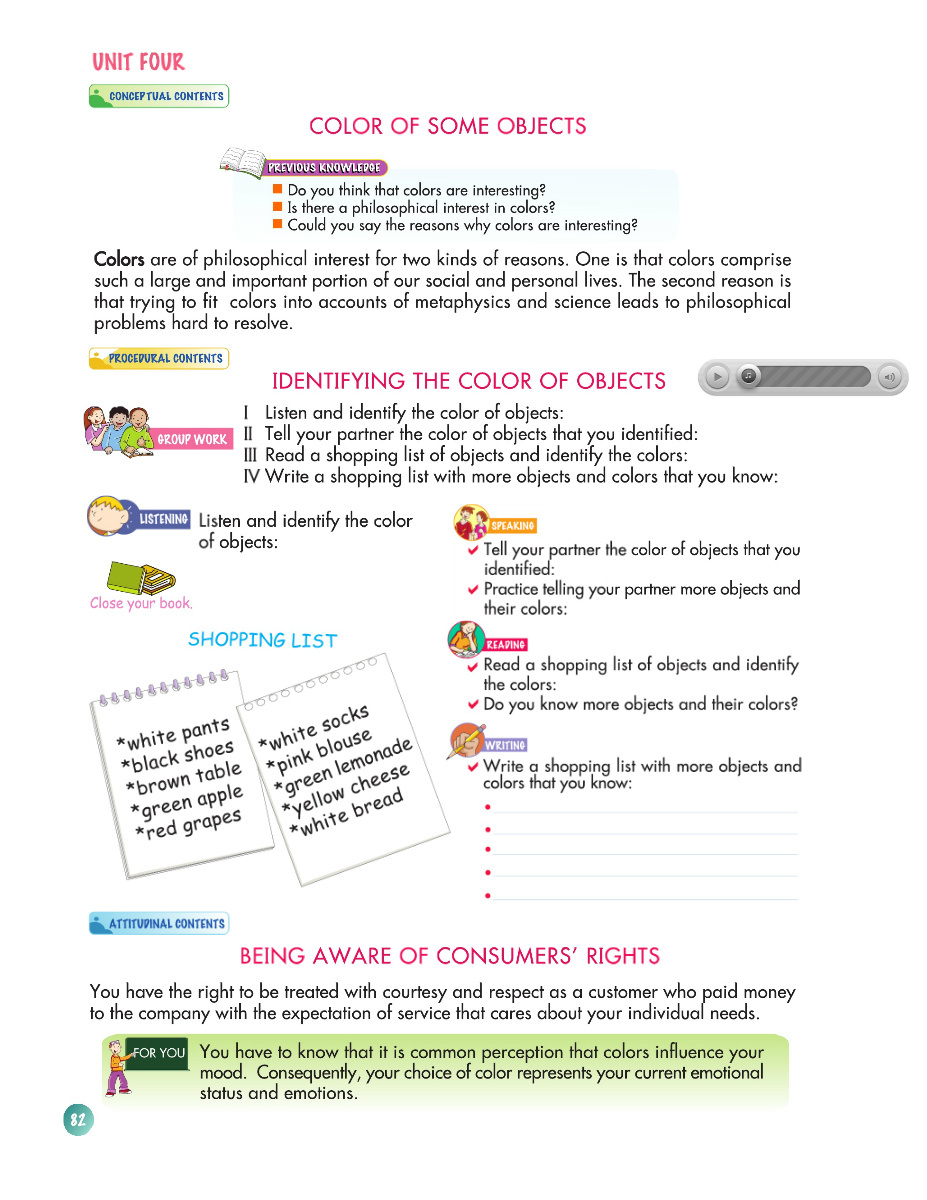 UNIT FOUR
CONCEPTUAL CONTENTS
COLOR OF SOME OBJECTS
PREVIOUS KNOWLEDGE
Do you think that colors are interesting?
Is there a philosophical interest in colors?
Could you say the reasons why colors are interesting?
Colors are of philosophical interest for two kinds of reasons. One is that colors comprise
such a large and important portion of our social and personal lives. The second reason is
that trying to fit colors into accounts of metaphysics and science leads to philosophical
problems hard to resolve.
PROCEDURAL CONTENTS
IDENTIFYING THE COLOR OF OBJECTS
GROUP WORK
I Listen and identify the color of objects:
II Tell your partner the color of objects that you identified:
III Read a shopping list of objects and identify the colors:
IV Write a shopping list with more objects and colors that you know:
LISTENING
Listen and identify the color
of objects:
Close your book.
SHOPPING LIST
*white pants
*black shoes
*brown table
*green apple
*red grapes
*white socks
*pink blouse
*green lemonade
*yellow cheese
*white bread
SPEAKING
Tell your partner the color of objects that you
identified:
Practice telling your partner more objects and
their colors:
READING
Read a shopping list of objects and identify
the colors:
Do you know more objects and their colors?
WRITING
Write a shopping list with more objects and
colors that you know:
ATTITUDINAL CONTENTS
BEING AWARE OF CONSUMERS' RIGHTS
You have the right to be treated with courtesy and respect as a customer who paid money
to the company with the expectation of service that cares about your individual needs.
FOR YOU
You have to know that it is common perception that colors influence your
mood. Consequently, your choice of color represents your current emotional
status and emotions.
82